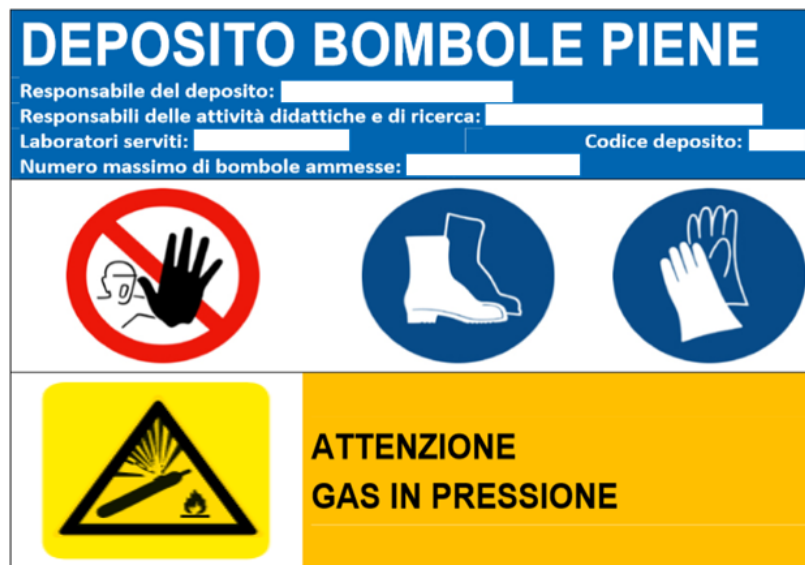 DEPOSITO BOMBOLE PIENE
Responsabile del deposito:
Responsabili delle attività didattiche e di ricerca:
Laboratori serviti: Codice deposito:
Numero massimo di bombole ammesse:
ATTENZIONE
GAS IN PRESSIONE